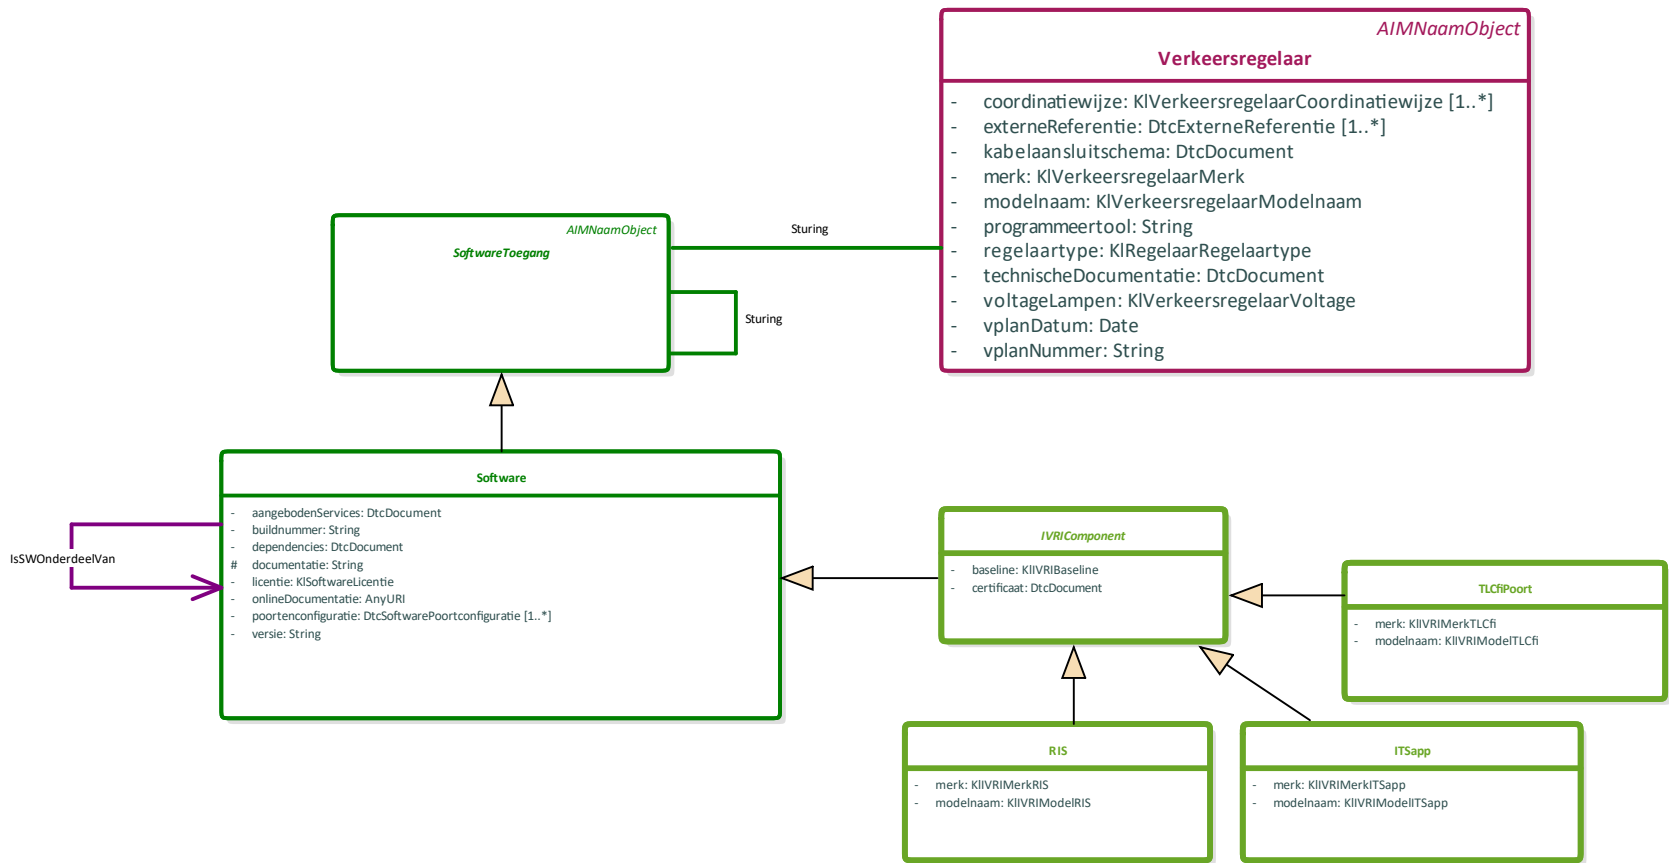 AIMNaamObject
Verkeersregelaar
- coordinatiewijze: KlVerkeersregelaarCoordinatiewijze [1..*]
- externeReferentie: DtcExterneReferentie [1..*]
- kabelaansluitschema: DtcDocument
- merk: KlVerkeersregelaarMerk
- modelnaam: KlVerkeersregelaarModelnaam
- programmeertool: String
- regelaartype: KlRegelaarRegelaartype
- technischeDocumentatie: DtcDocument
- voltageLampen: KlVerkeersregelaarVoltage
- vplanDatum: Date
- vplanNummer: String
AIMNaamObject
SoftwareToegang
Sturing
Sturing
Software
- aangebodenServices: DtcDocument
- buildnummer: String
- dependencies: DtcDocument
# documentatie: String
- licentie: KlSoftwareLicentie
- onlineDocumentatie: AnyURI
- poortenconfiguratie: DtcSoftwarePoortconfiguratie [1..*]
- versie: String
IsSWOnderdeelVan
IVRIComponent
- baseline: KlIVRIBaseline
- certificaat: DtcDocument
TLCfiPoort
- merk: KlIVRIMerkTLCfi
- modelnaam: KlIVRIModelTLCfi
RIS
- merk: KlIVRIMerkRIS
- modelnaam: KlIVRIModelRIS
ITSapp
- merk: KlIVRIMerkITSapp
- modelnaam: KlIVRIModelITSapp